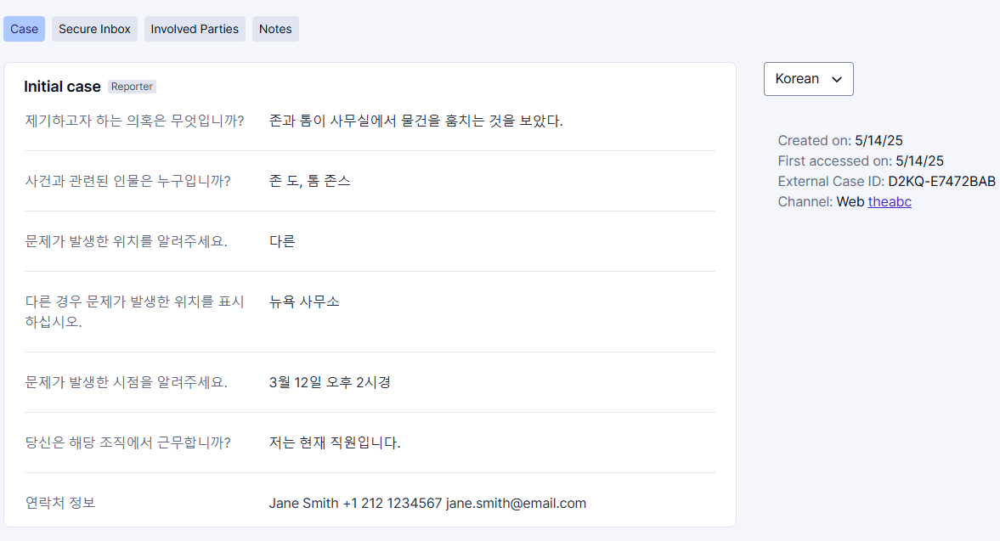 Case
Secure Inbox
Involved Parties
Notes
Initial case Reporter
Korean
제기하고자 하는 의혹은 무엇입니까? 존과 톰이 사무실에서 물건을 훔치는 것을 보았다.
사건과 관련된 인물은 누구입니까? 존 도, 톰 존스
문제가 발생한 위치를 알려주세요. 다른
다른 경우 문제가 발생한 위치를 표시 뉴욕 사무소
하십시오.
문제가 발생한 시점을 알려주세요. 3월 12일 오후 2시경
당신은 해당 조직에서 근무합니까? 저는 현재 직원입니다.
연락처 정보 Jane Smith +1 212 1234567 jane.smith@email.com
Created on: 5/14/25
First accessed on: 5/14/25
External Case ID: D2KQ-E7472BAB
Channel: Web theabc